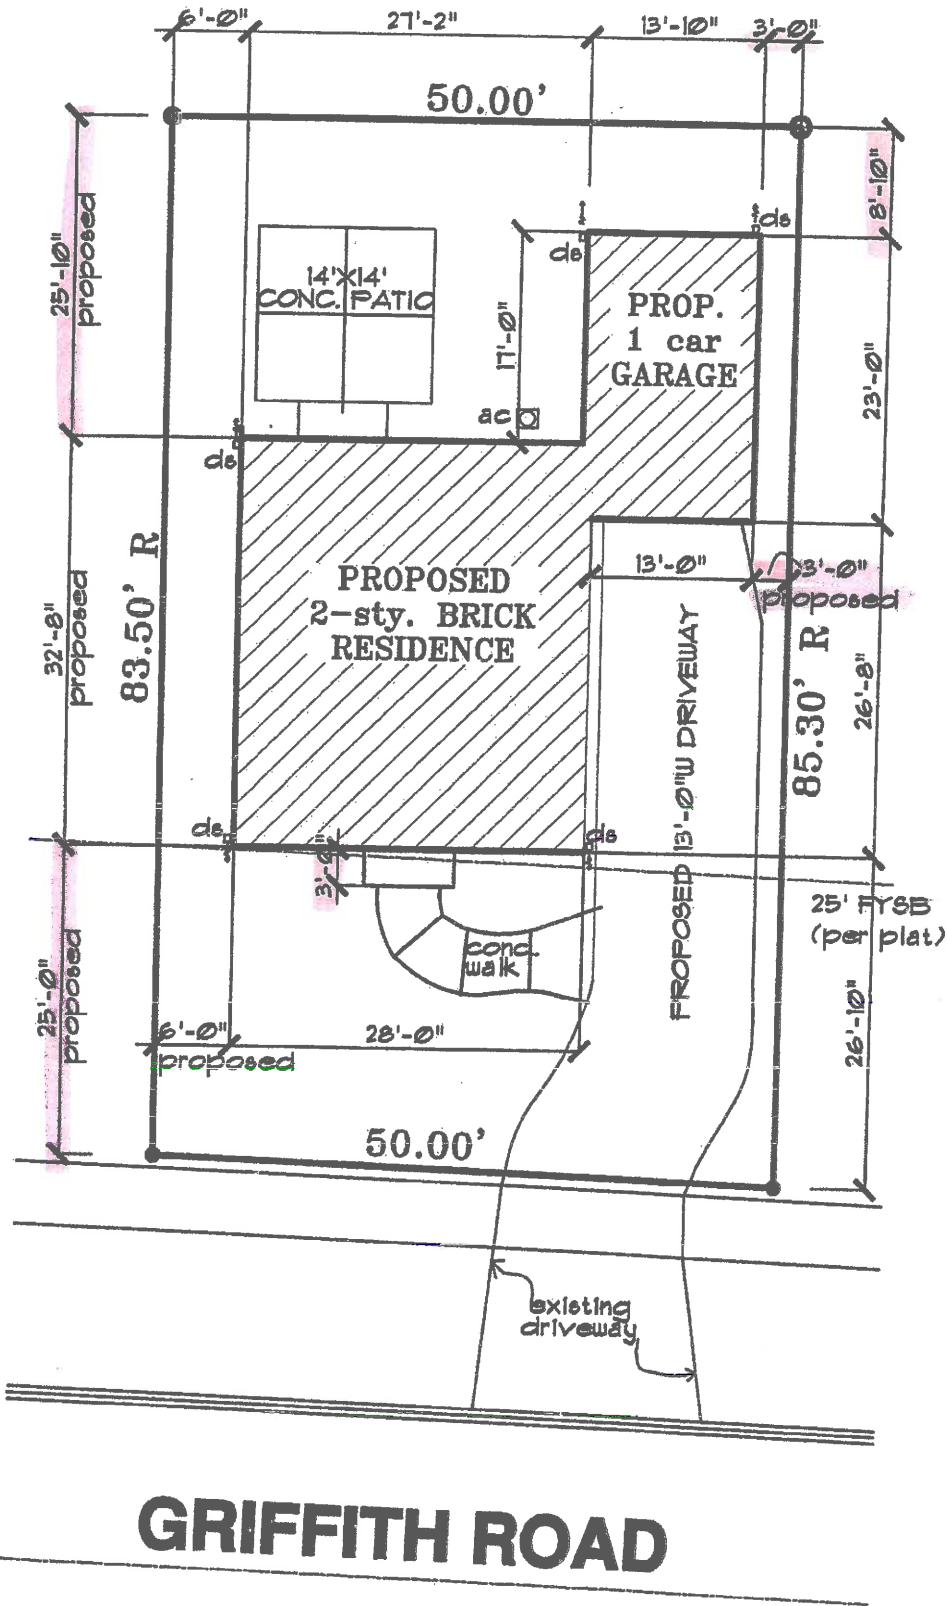 6'-0"
27'-2"
13'-10"
3'-0"
50.00'
25'-10"
proposed
8'-10"
ds
ds
14'X14'
CONC. PATIO
17'-0"
PROP.
1 car
GARAGE
23'-0"
ac
ds
83.50' R
32'-8"
proposed
PROPOSED
2-sty. BRICK
RESIDENCE
13'-0"
3'-0"
proposed
PROPOSED 13'-0"W DRIVEWAY
85.30' R
26'-8"
ds
ds
3'-0"
25' FYSB
(per plat)
conc.
walk
25'-0"
proposed
6'-0"
proposed
28'-0"
26'-10"
50.00'
existing
driveway
GRIFFITH ROAD